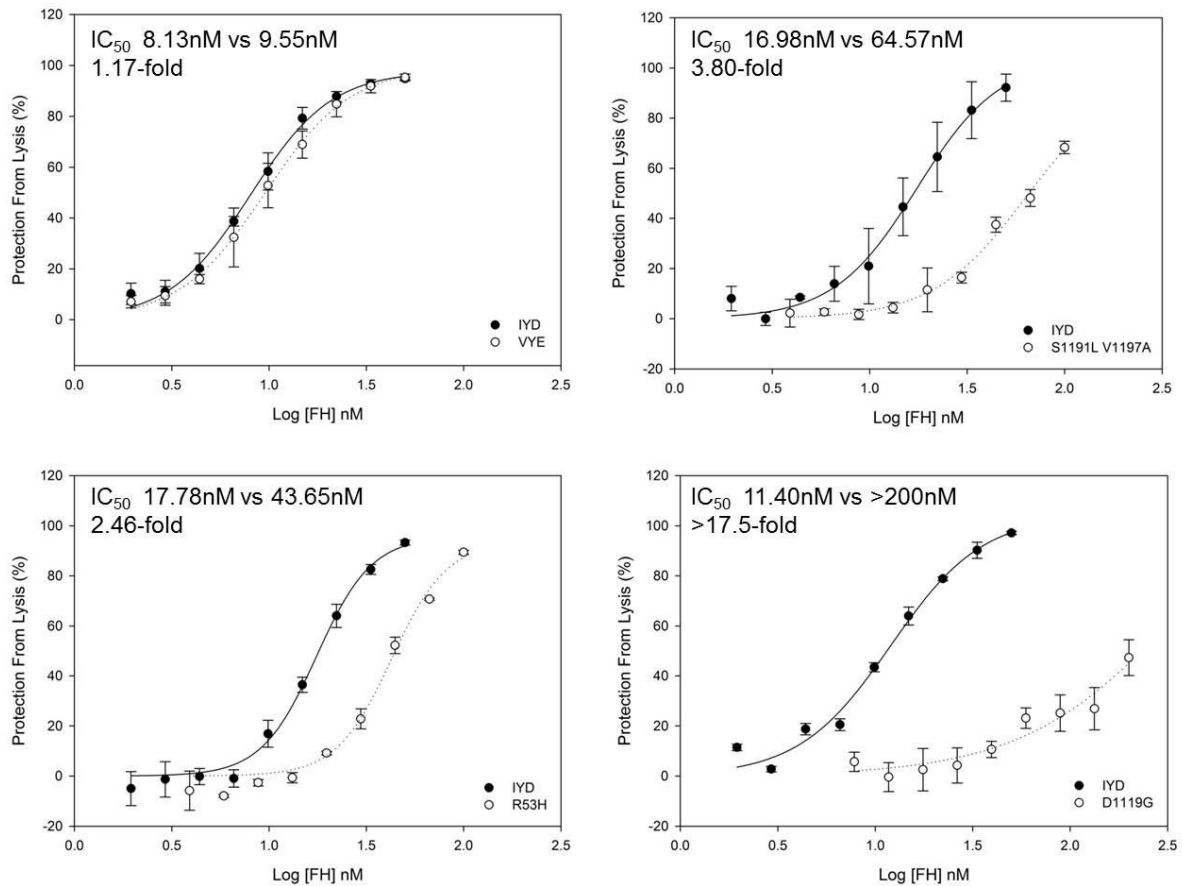 IC50 8.13nM vs 9.55nM
1.17-fold
120
100
80
60
40
20
0
Protection From Lysis (%)
IYD
VYE
0.0 0.5 1.0 1.5 2.0 2.5
Log [FH] nM
IC50 16.98nM vs 64.57nM
3.80-fold
120
100
80
60
40
20
0
-20
Protection From Lysis (%)
IYD
S1191L V1197A
0.0 0.5 1.0 1.5 2.0 2.5
Log [FH] nM
IC50 17.78nM vs 43.65nM
2.46-fold
120
100
80
60
40
20
0
-20
Protection From Lysis (%)
IYD
R53H
0.0 0.5 1.0 1.5 2.0 2.5
Log [FH] nM
IC50 11.40nM vs >200nM
>17.5-fold
120
100
80
60
40
20
0
-20
Protection From Lysis (%)
IYD
D1119G
0.0 0.5 1.0 1.5 2.0 2.5
Log [FH] nM